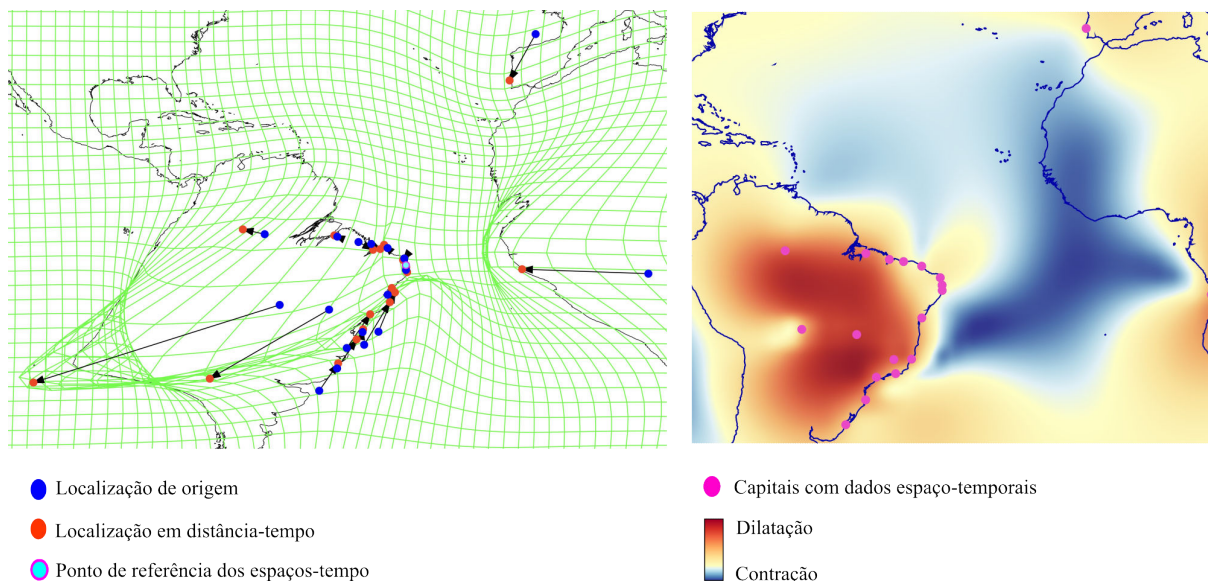 Localização de origem
Localização em distância-tempo
Ponto de referência dos espaços-tempo
Capitais com dados espaço-temporais
Dilatação
Contração